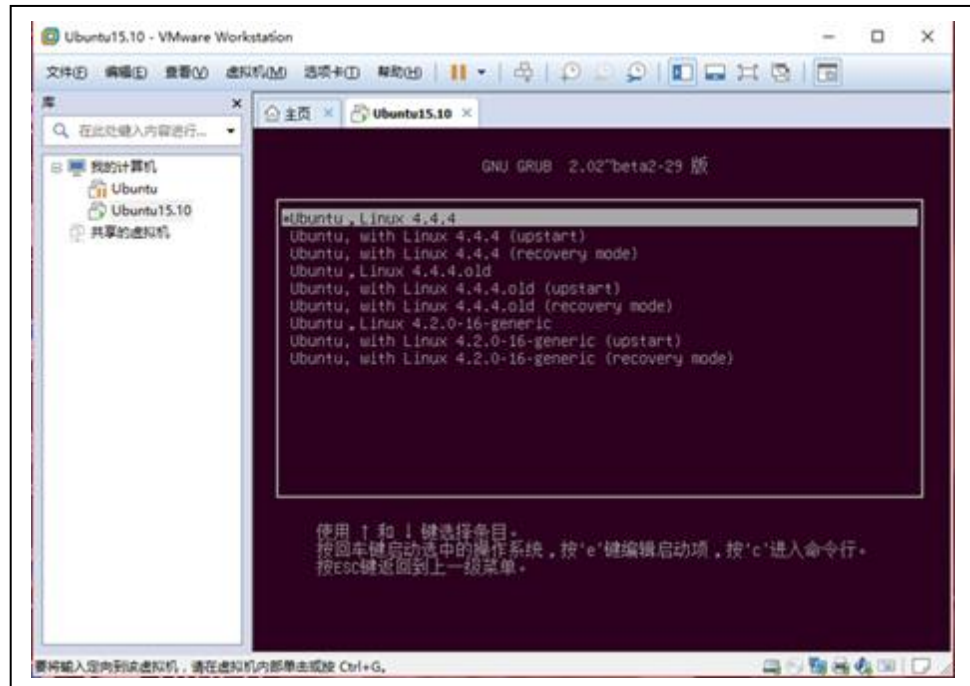 Ubuntu15.10 - VMware Workstation
文件(F) 编辑(E) 查看(V) 虚拟机(M) 选项卡(T) 帮助(H)
库
主页 Ubuntu15.10
在此处键入内容进行...
我的计算机
Ubuntu
Ubuntu15.10
共享的虚拟机
GNU GRUB 2.02~beta2-29 版
*Ubuntu , Linux 4.4.4
Ubuntu, with Linux 4.4.4 (upstart)
Ubuntu, with Linux 4.4.4 (recovery mode)
Ubuntu , Linux 4.4.4.old
Ubuntu, with Linux 4.4.4.old (upstart)
Ubuntu, with Linux 4.4.4.old (recovery mode)
Ubuntu , Linux 4.2.0-16-generic
Ubuntu, with Linux 4.2.0-16-generic (upstart)
Ubuntu, with Linux 4.2.0-16-generic (recovery mode)
使用 ↑ 和 ↓ 键选择条目。
按回车键启动选中的操作系统，按'e'键编辑启动项，按'c'进入命令行。
按ESC键返回到上一级菜单。
要将输入定向到该虚拟机，请在虚拟机内部单击或按 Ctrl+G。